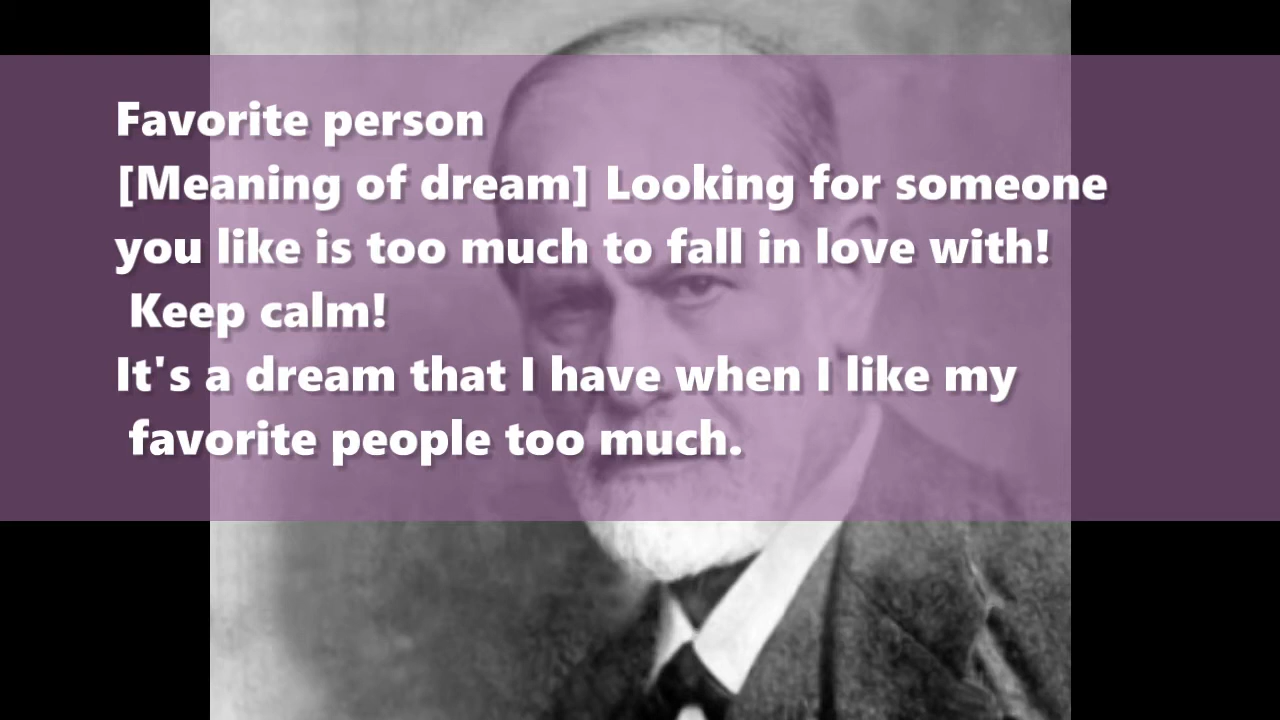 Favorite person
[Meaning of dream] Looking for someone
you like is too much to fall in love with!
Keep calm!
It's a dream that I have when I like my
favorite people too much.